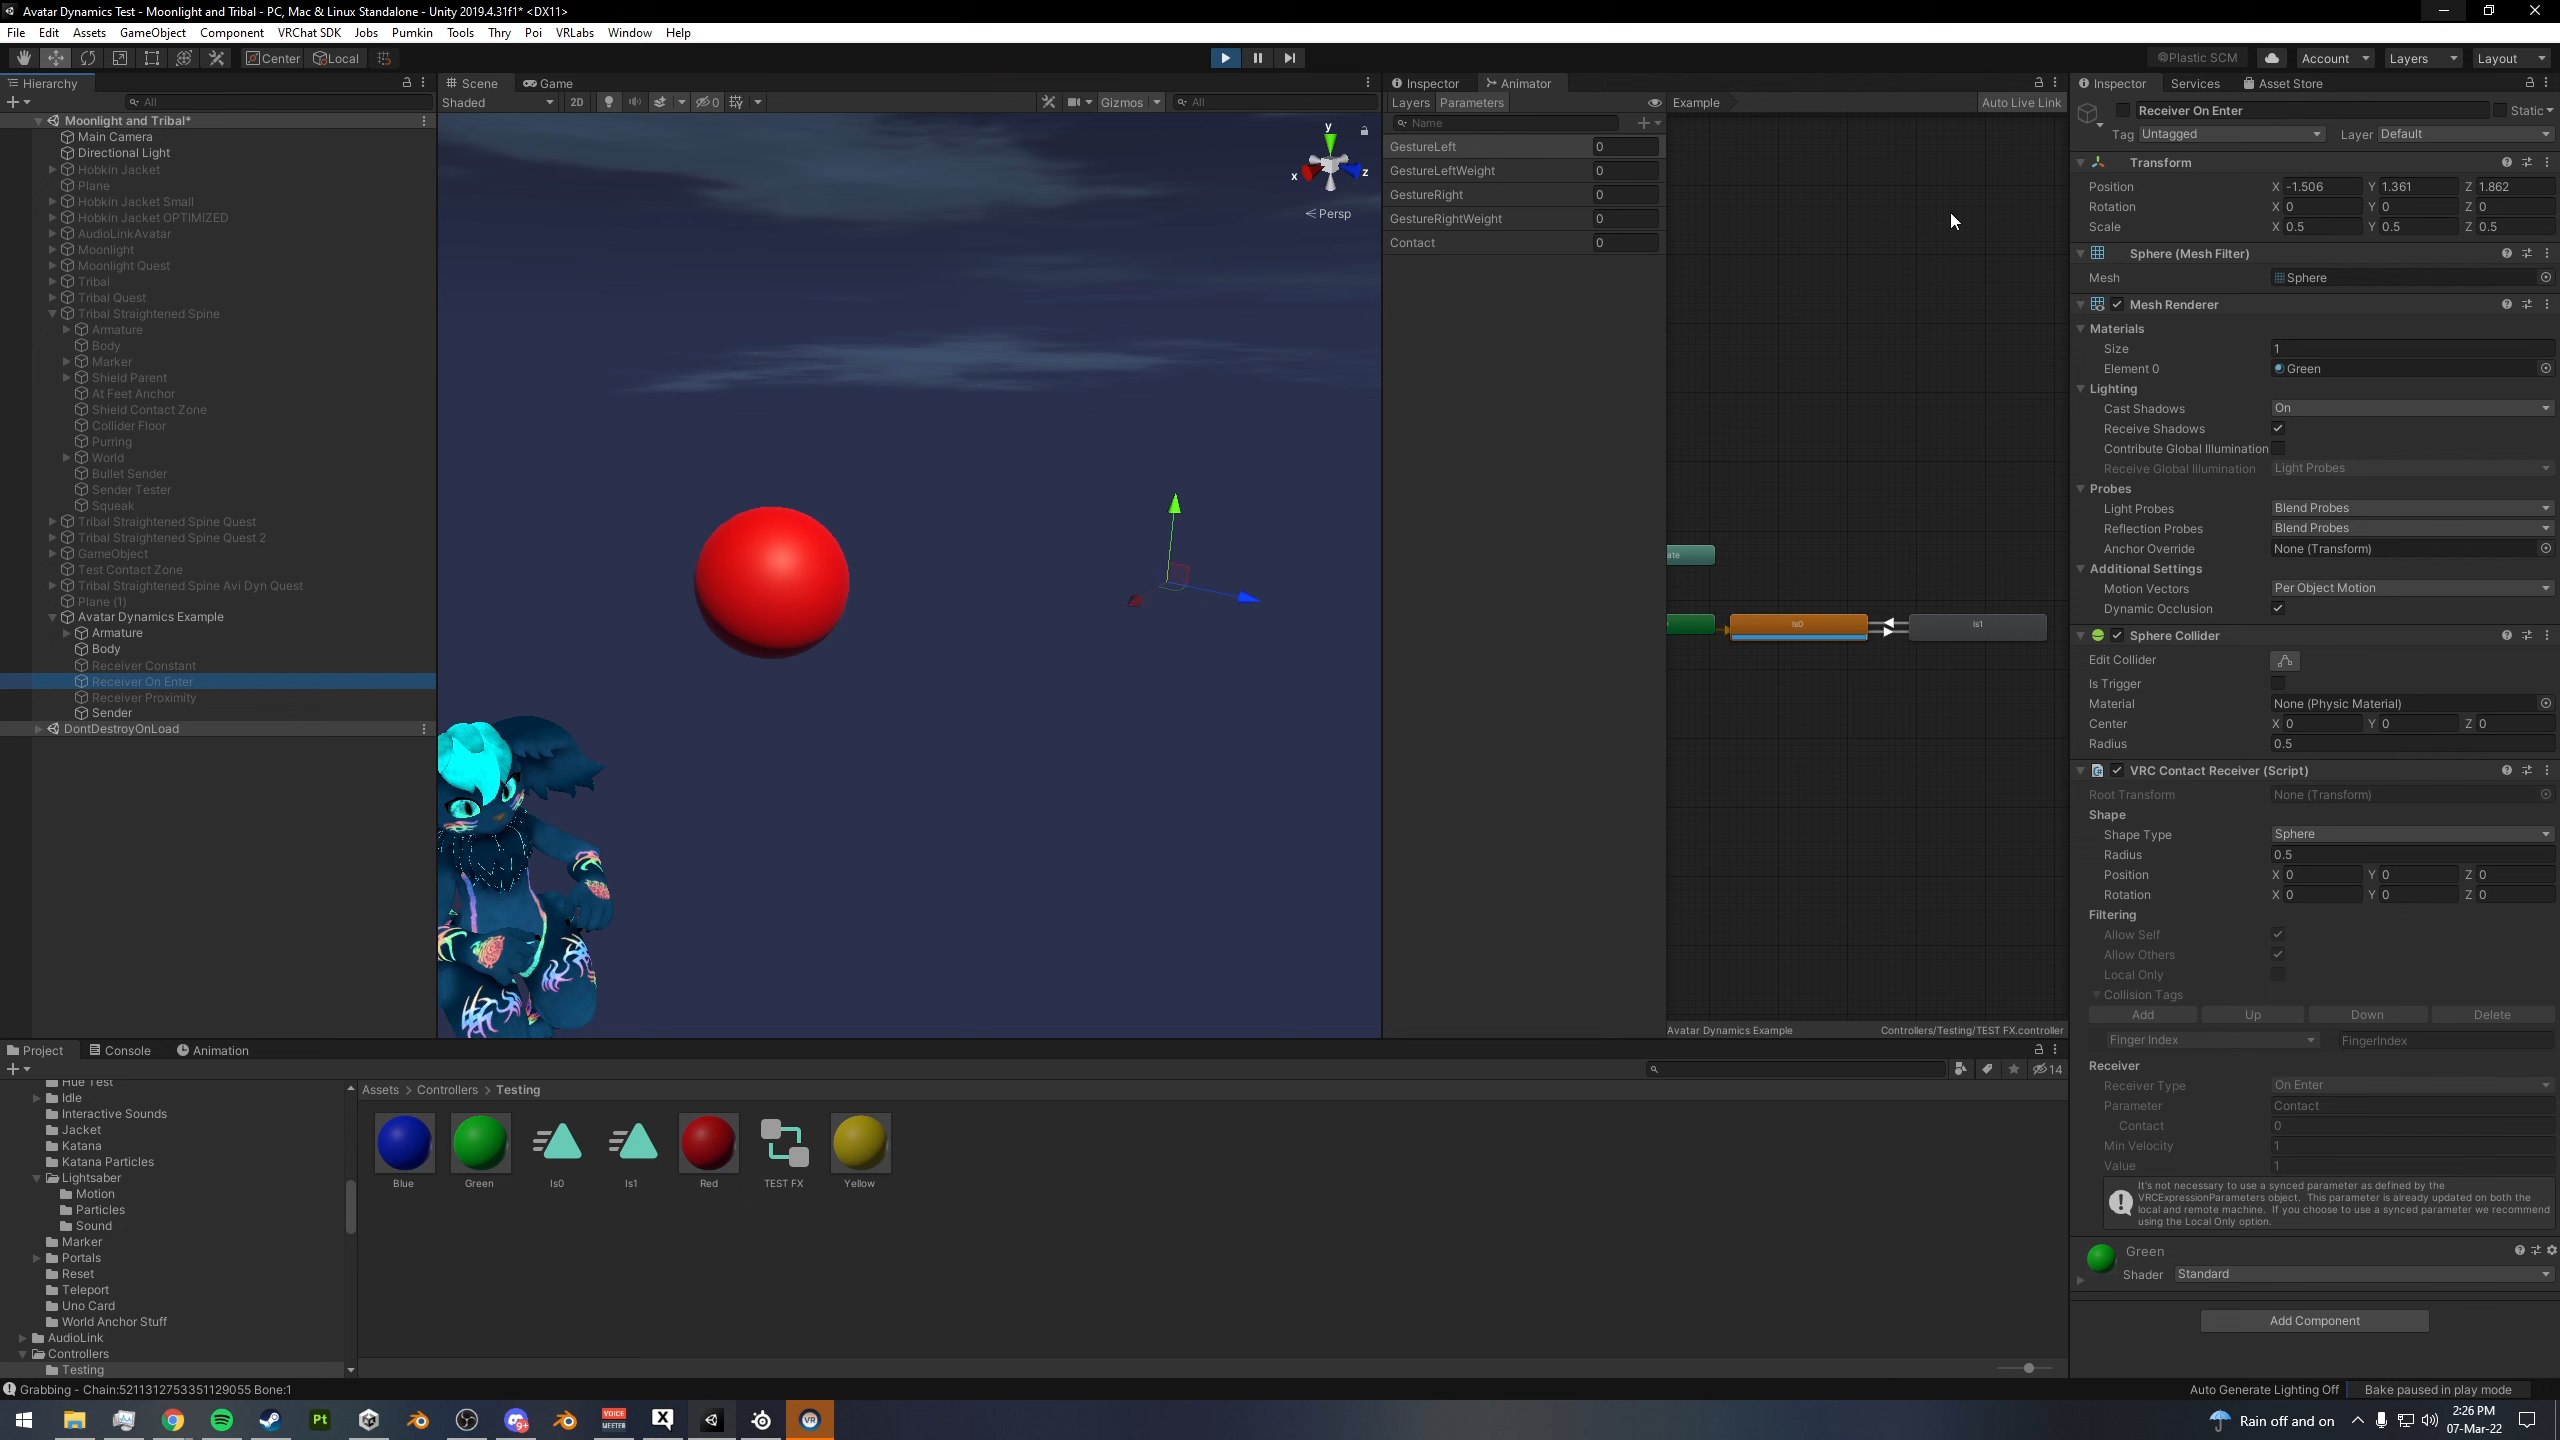 Avatar Dynamics Test - Moonlight and Tribal - PC, Mac & Linux Standalone - Unity 2019.4.31f1* <DX11>
File Edit Assets GameObject Component VRChat SDK Jobs Pumkin Tools Thry Poi VRLabs Window Help
Center Local
Plastic SCM Account Layers Layout
Hierarchy
All
Moonlight and Tribal*
Main Camera
Directional Light
Hobkin Jacket
Plane
Hobkin Jacket Small
Hobkin Jacket OPTIMIZED
AudioLinkAvatar
Moonlight
Moonlight Quest
Tribal
Tribal Quest
Tribal Straightened Spine
Armature
Body
Marker
Shield Parent
At Feet Anchor
Shield Contact Zone
Collider Floor
Purring
World
Bullet Sender
Sender Tester
Squeak
Tribal Straightened Spine Quest
Tribal Straightened Spine Quest 2
GameObject
Test Contact Zone
Tribal Straightened Spine Avi Dyn Quest
Plane (1)
Avatar Dynamics Example
Armature
Body
Receiver Constant
Receiver On Enter
Receiver Proximity
Sender
DontDestroyOnLoad
Scene Game
Shaded 2D 0 Gizmos All
y
x z
Persp
Inspector Animator
Layers Parameters Example Auto Live Link
Name
GestureLeft 0
GestureLeftWeight 0
GestureRight 0
GestureRightWeight 0
Contact 0
ate
Is0 Is1
Avatar Dynamics Example Controllers/Testing/TEST FX.controller
Inspector Services Asset Store
Receiver On Enter Static
Tag Untagged Layer Default
Transform
Position X -1.506 Y 1.361 Z 1.862
Rotation X 0 Y 0 Z 0
Scale X 0.5 Y 0.5 Z 0.5
Sphere (Mesh Filter)
Mesh Sphere
Mesh Renderer
Materials
Size 1
Element 0 Green
Lighting
Cast Shadows On
Receive Shadows
Contribute Global Illumination
Receive Global Illumination Light Probes
Probes
Light Probes Blend Probes
Reflection Probes Blend Probes
Anchor Override None (Transform)
Additional Settings
Motion Vectors Per Object Motion
Dynamic Occlusion
Sphere Collider
Edit Collider
Is Trigger
Material None (Physic Material)
Center X 0 Y 0 Z 0
Radius 0.5
VRC Contact Receiver (Script)
Root Transform None (Transform)
Shape
Shape Type Sphere
Radius 0.5
Position X 0 Y 0 Z 0
Rotation X 0 Y 0 Z 0
Filtering
Allow Self
Allow Others
Local Only
Collision Tags
Add Up Down Delete
Finger Index FingerIndex
Receiver
Receiver Type On Enter
Parameter Contact
Contact 0
Min Velocity 1
Value 1
It's not necessary to use a synced parameter as defined by the
VRCExpressionParameters object. This parameter is already updated on both the
local and remote machine. If you choose to use a synced parameter we recommend
using the Local Only option.
Green
Shader Standard
Add Component
Project Console Animation
14
Hue Test
Idle
Interactive Sounds
Jacket
Katana
Katana Particles
Lightsaber
Motion
Particles
Sound
Marker
Portals
Reset
Teleport
Uno Card
World Anchor Stuff
AudioLink
Controllers
Testing
Assets > Controllers > Testing
Blue Green Is0 Is1 Red TEST FX Yellow
Grabbing - Chain:5211312753351129055 Bone:1
Auto Generate Lighting Off Bake paused in play mode
Pt 9+ VOICE MEETER X VR
Rain off and on
2:26 PM
07-Mar-22